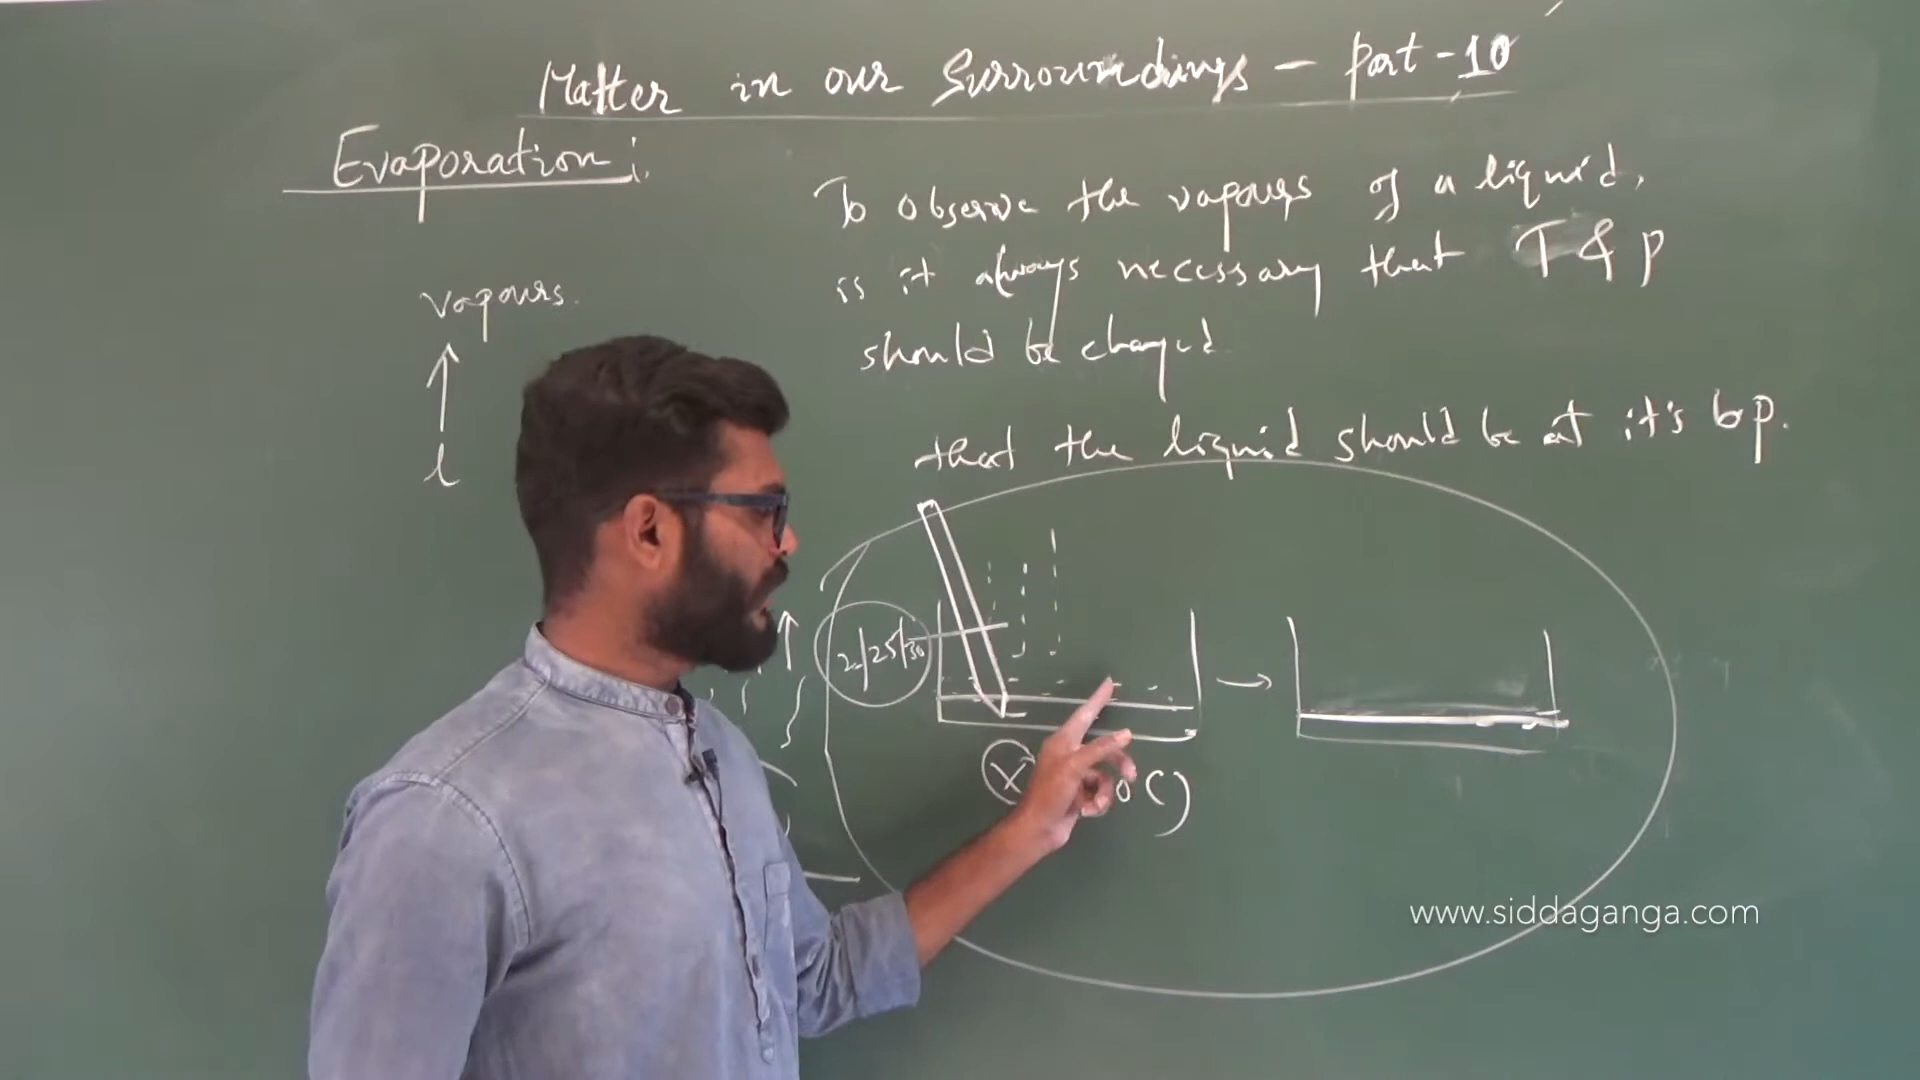 Matter in our Surroundings – Part - 10
Evaporation :
To observe the vapours of a liquid,
is it always necessary that T & P
should be changed
that the liquid should be at it's bp.
vapours.
l
/25/30
x
www.siddaganga.com